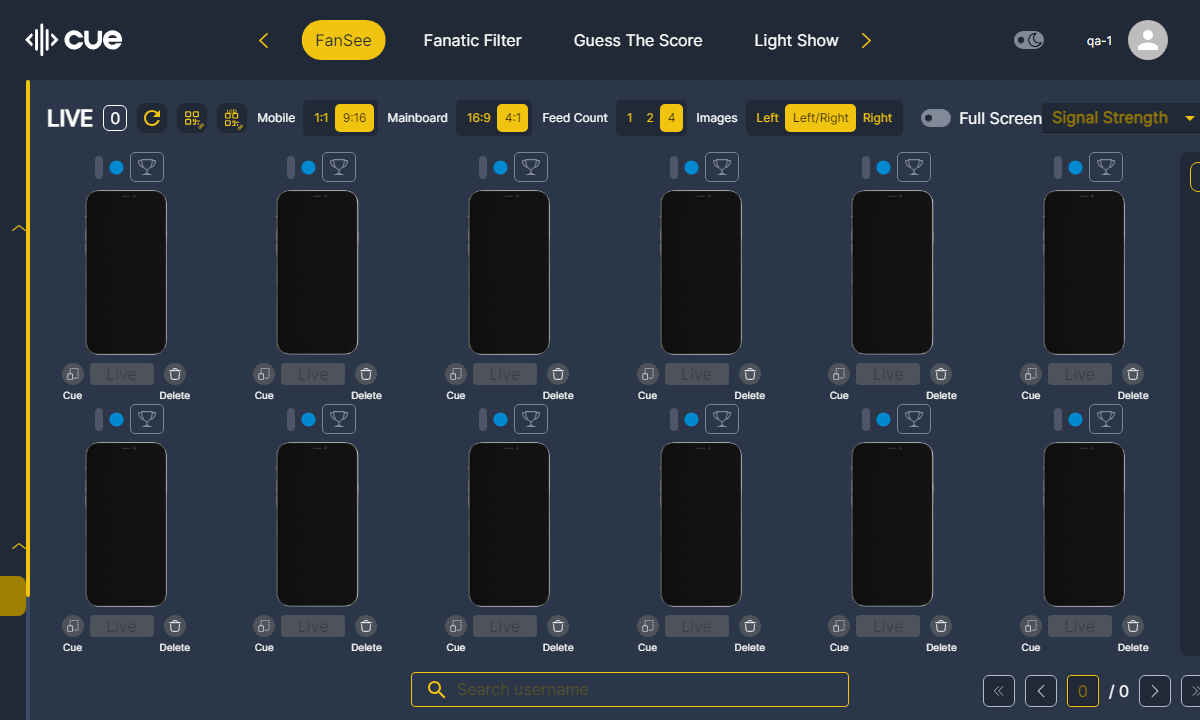 cue
FanSee Fanatic Filter Guess The Score Light Show
qa-1
LIVE 0 Mobile 1:1 9:16 Mainboard 16:9 4:1 Feed Count 1 2 4 Images Left Left/Right Right Full Screen Signal Strength
Live Live Live Live Live Live
Cue Delete Cue Delete Cue Delete Cue Delete Cue Delete Cue Delete
Live Live Live Live Live Live
Cue Delete Cue Delete Cue Delete Cue Delete Cue Delete Cue Delete
Search username
0 / 0